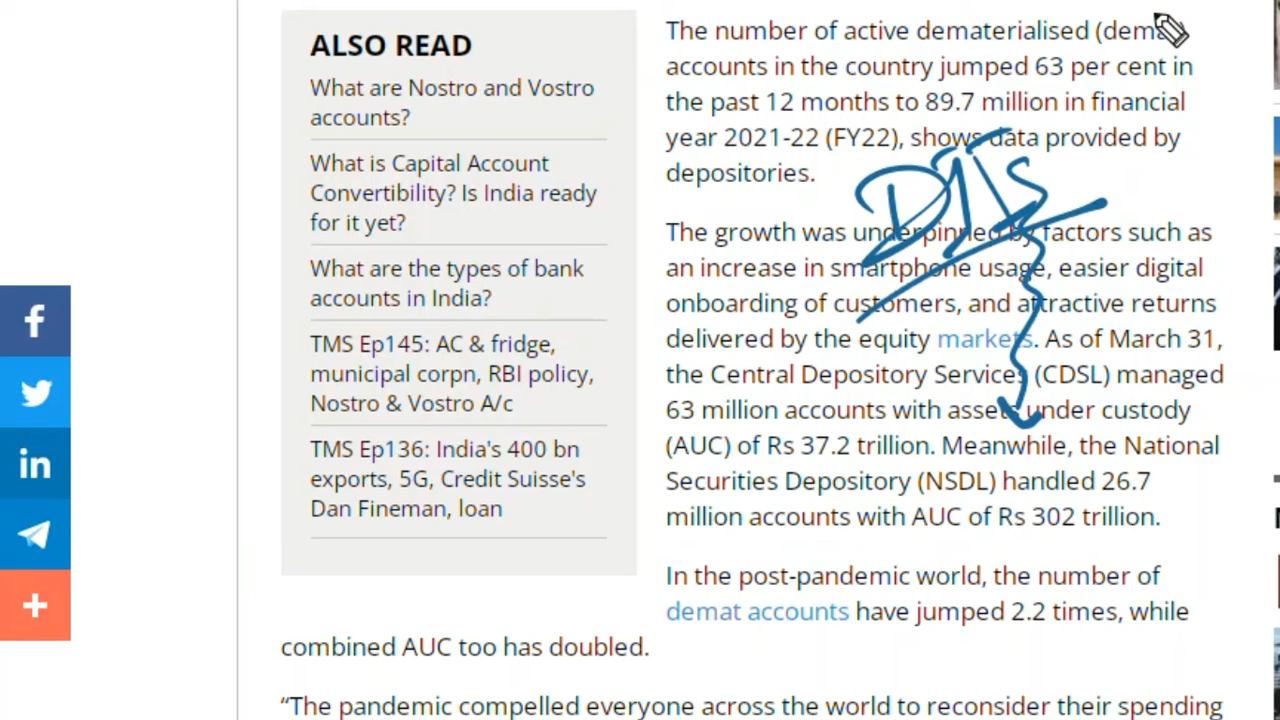 ALSO READ
What are Nostro and Vostro
accounts?
What is Capital Account
Convertibility? Is India ready
for it yet?
What are the types of bank
accounts in India?
TMS Ep145: AC & fridge,
municipal corpn, RBI policy,
Nostro & Vostro A/c
TMS Ep136: India's 400 bn
exports, 5G, Credit Suisse's
Dan Fineman, loan
The number of active dematerialised (demat
accounts in the country jumped 63 per cent in
the past 12 months to 89.7 million in financial
year 2021-22 (FY22), shows data provided by
depositories.
The growth was underpinned by factors such as
an increase in smartphone usage, easier digital
onboarding of customers, and attractive returns
delivered by the equity markets. As of March 31,
the Central Depository Services (CDSL) managed
63 million accounts with assets under custody
(AUC) of Rs 37.2 trillion. Meanwhile, the National
Securities Depository (NSDL) handled 26.7
million accounts with AUC of Rs 302 trillion.
In the post-pandemic world, the number of
demat accounts have jumped 2.2 times, while
combined AUC too has doubled.
“The pandemic compelled everyone across the world to reconsider their spending